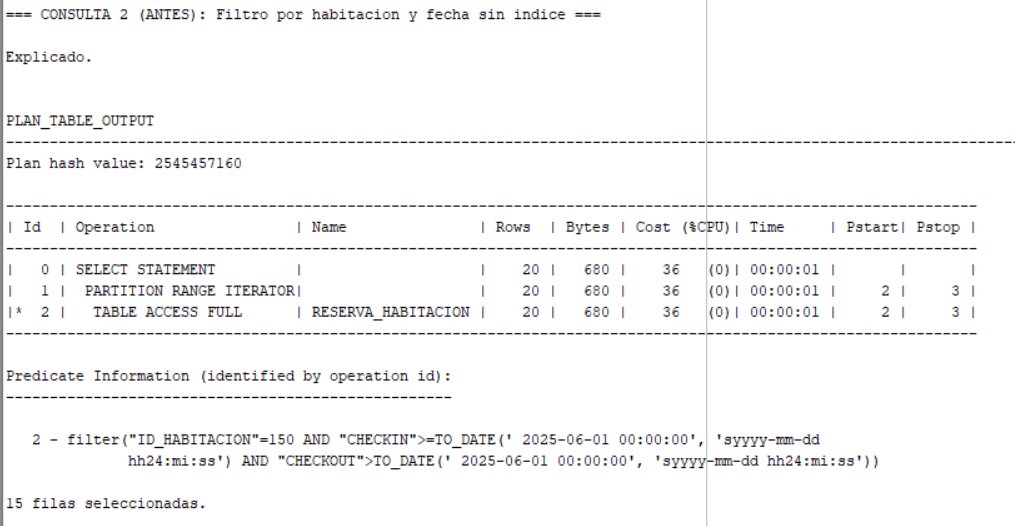 === CONSULTA 2 (ANTES): Filtro por habitacion y fecha sin indice ===
Explicado.
PLAN_TABLE_OUTPUT
--------------------------------------------------------------------------------
Plan hash value: 2545457160
--------------------------------------------------------------------------------
| Id | Operation | Name | Rows | Bytes | Cost (%CPU)| Time | Pstart| Pstop |
--------------------------------------------------------------------------------
| 0 | SELECT STATEMENT | | 20 | 680 | 36 (0)| 00:00:01 | | |
| 1 | PARTITION RANGE ITERATOR| | 20 | 680 | 36 (0)| 00:00:01 | 2 | 3 |
|* 2 | TABLE ACCESS FULL | RESERVA_HABITACION | 20 | 680 | 36 (0)| 00:00:01 | 2 | 3 |
--------------------------------------------------------------------------------
Predicate Information (identified by operation id):
---------------------------------------------------
2 - filter("ID_HABITACION"=150 AND "CHECKIN">=TO_DATE(' 2025-06-01 00:00:00', 'syyyy-mm-dd
hh24:mi:ss') AND "CHECKOUT">TO_DATE(' 2025-06-01 00:00:00', 'syyyy-mm-dd hh24:mi:ss'))
15 filas seleccionadas.